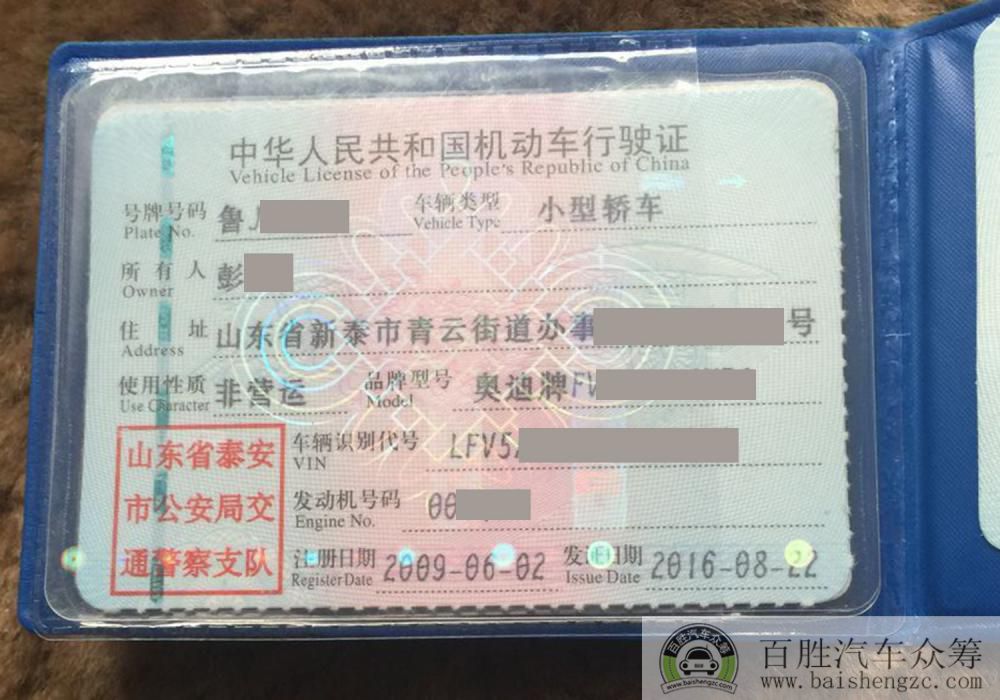 中华人民共和国机动车行驶证
Vehicle License of the People's Republic of China
号牌号码 鲁 车辆类型 小型轿车
Plate No. Vehicle Type
所有人 彭
Owner
住址 山东省新泰市青云街道办事 号
Address
使用性质 非营运 品牌型号 奥迪牌F
Use Character Model
车辆识别代号 LFV5
VIN
发动机号码 00
Engine No.
注册日期 2009-06-02 发证日期 2016-08-22
Register Date Issue Date
山东省泰安
市公安局交
通警察支队
百胜汽车众筹
www.baishengzc.com
百胜汽车众筹
www.baishengzc.com